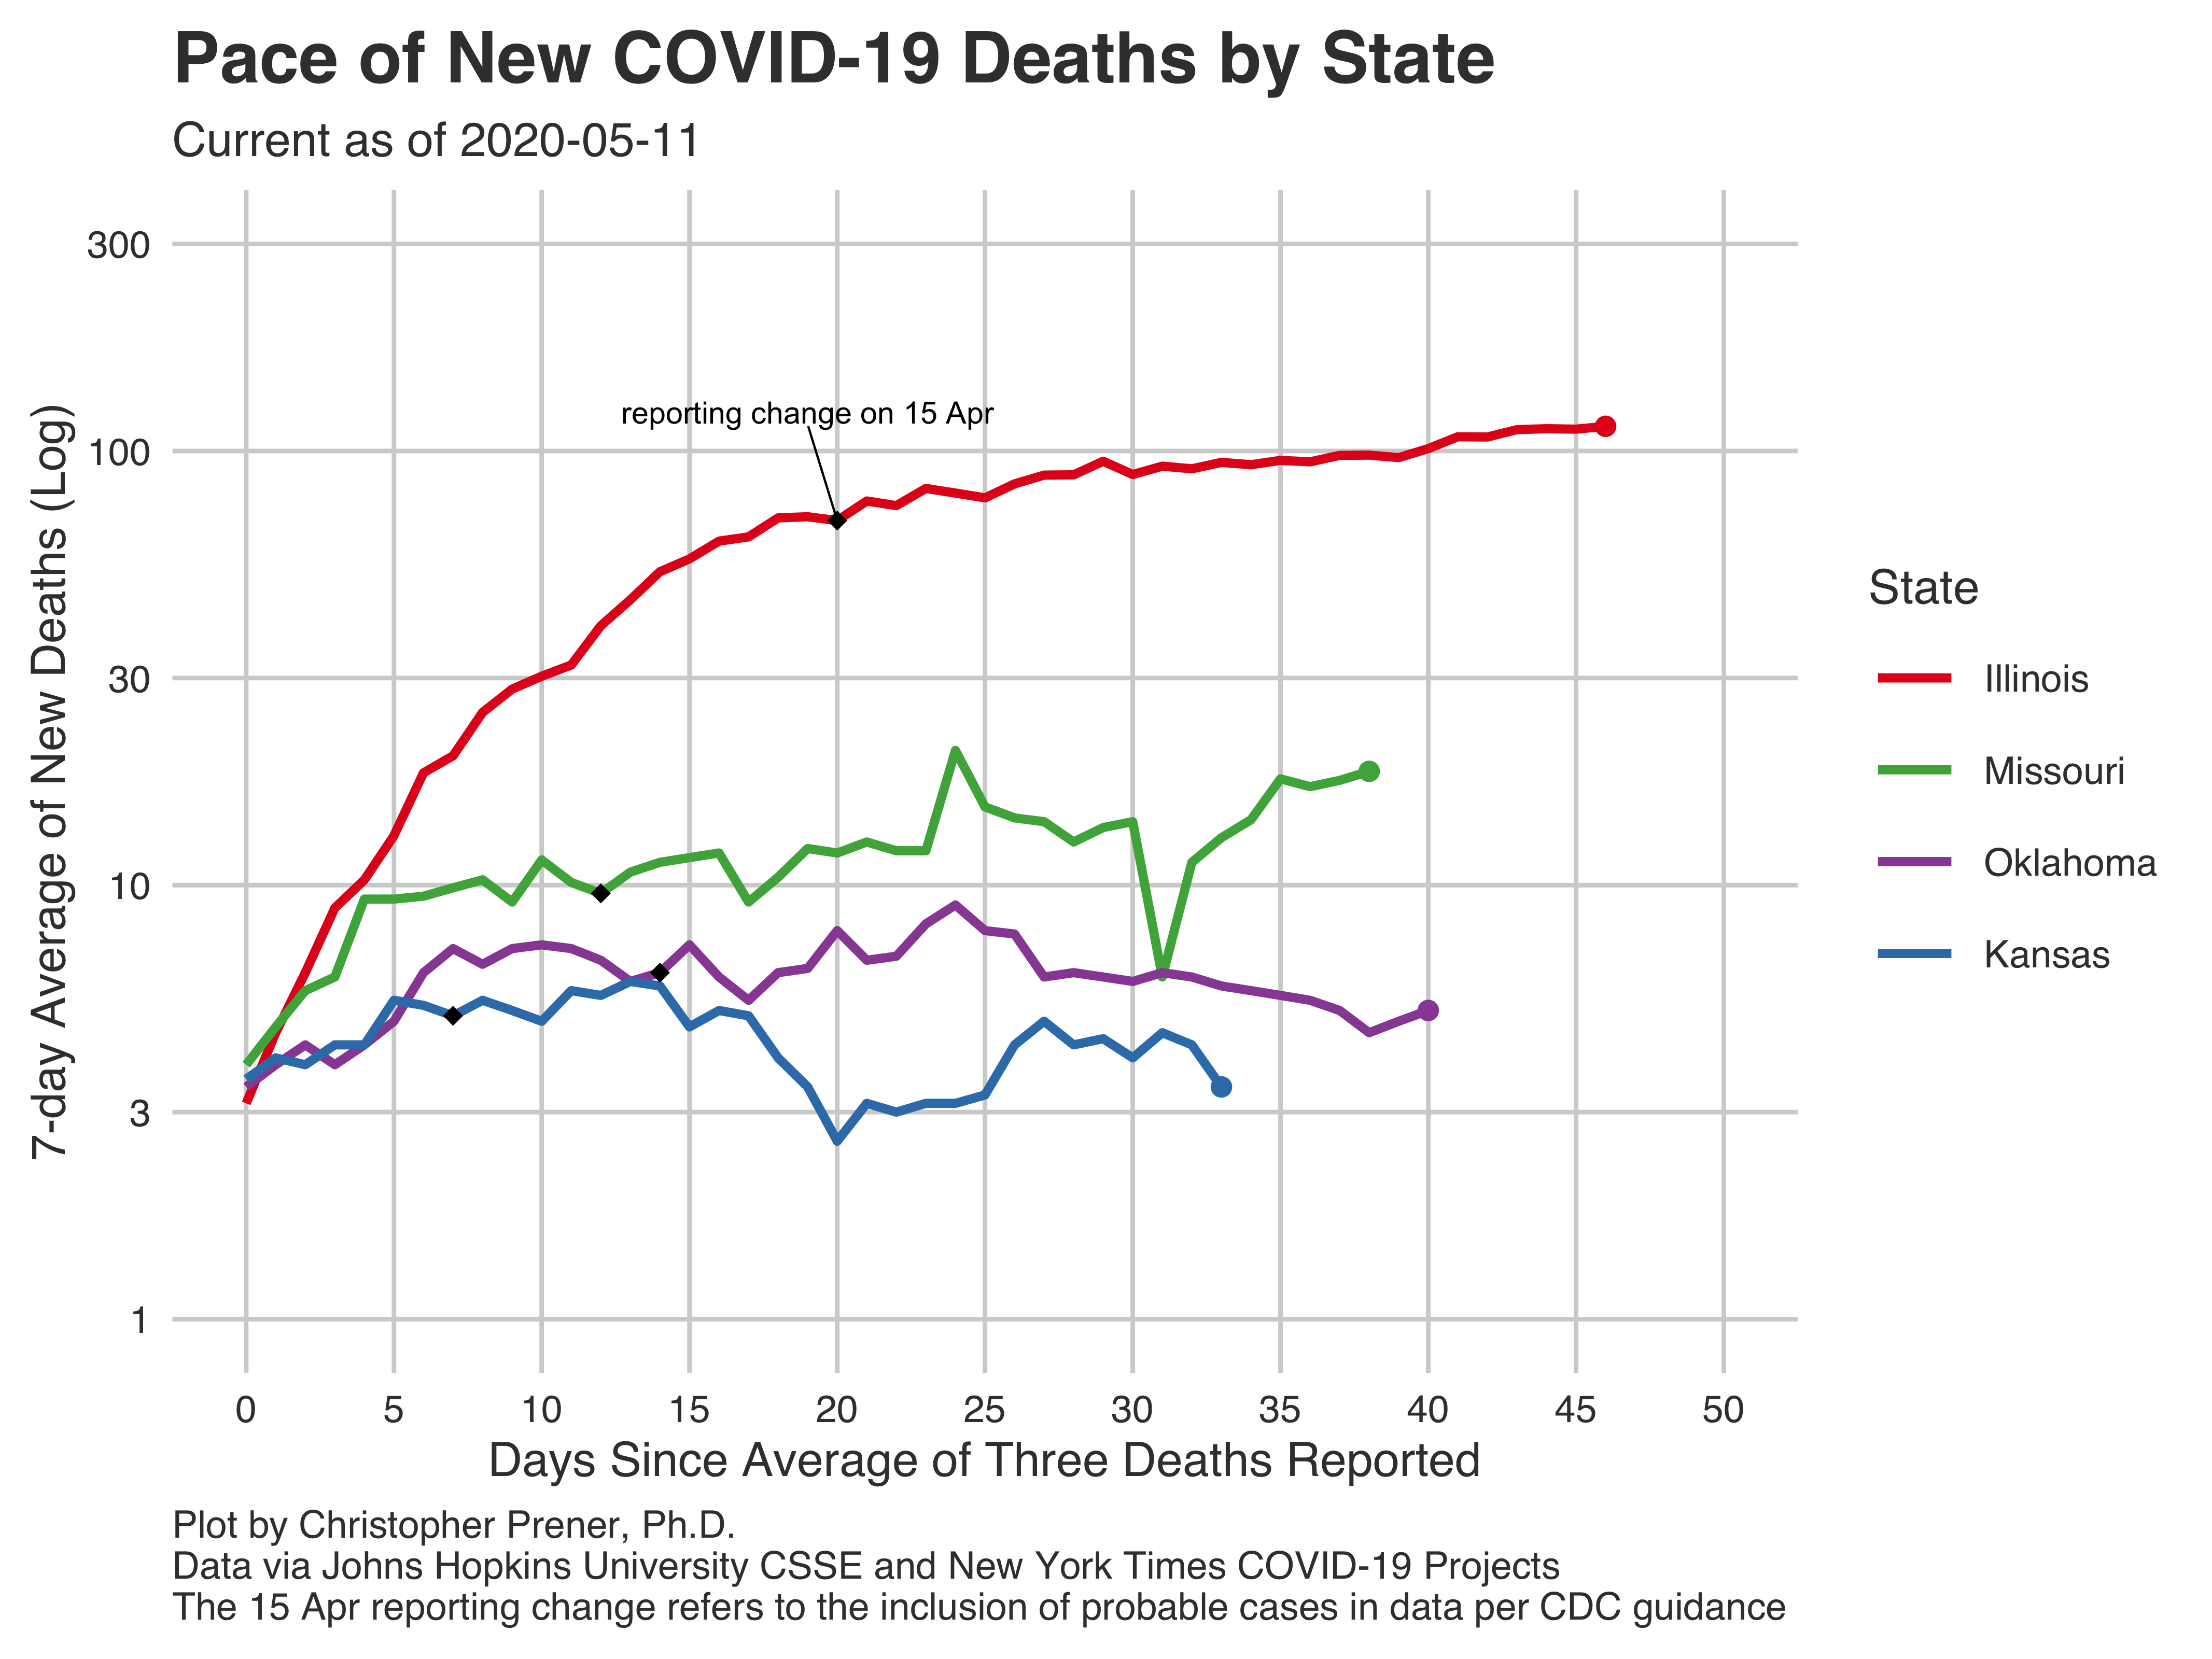 Pace of New COVID-19 Deaths by State
Current as of 2020-05-11
7-day Average of New Deaths (Log)
300
100
30
10
3
1
reporting change on 15 Apr
0 5 10 15 20 25 30 35 40 45 50
Days Since Average of Three Deaths Reported
State
Illinois
Missouri
Oklahoma
Kansas
Plot by Christopher Prener, Ph.D.
Data via Johns Hopkins University CSSE and New York Times COVID-19 Projects
The 15 Apr reporting change refers to the inclusion of probable cases in data per CDC guidance